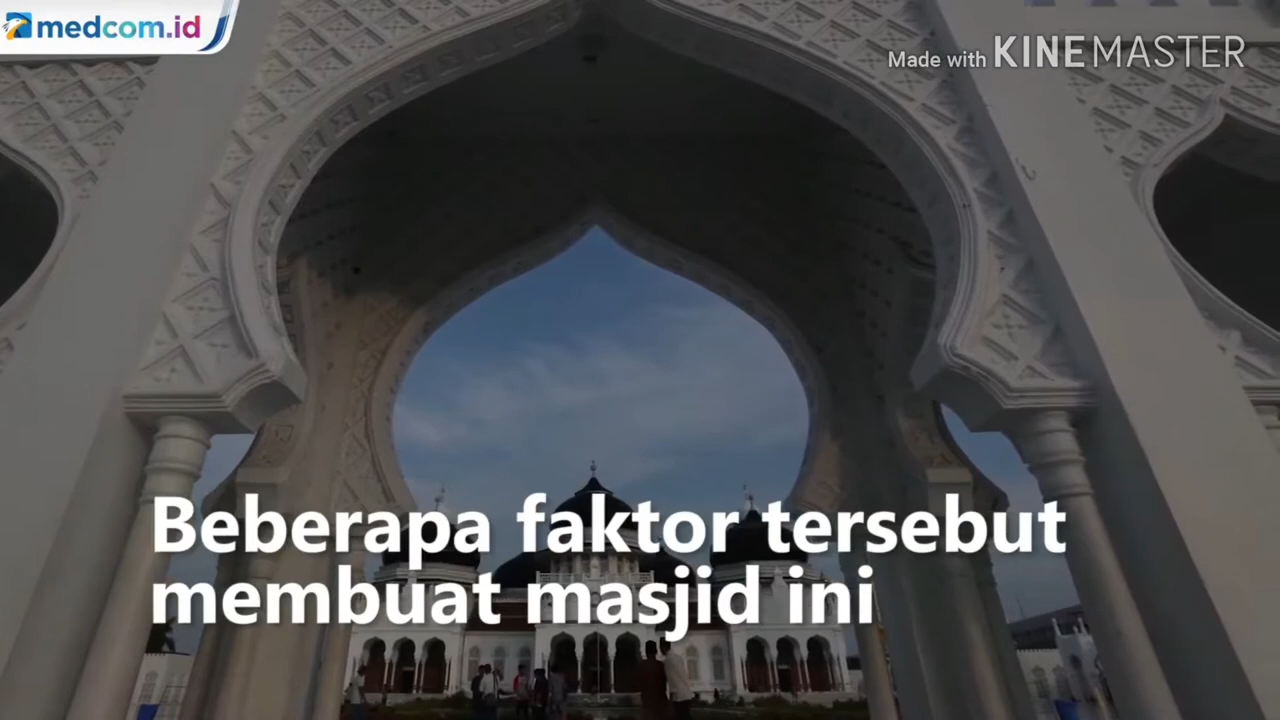 medcom.id
Made with KINEMASTER
Beberapa faktor tersebut
membuat masjid ini